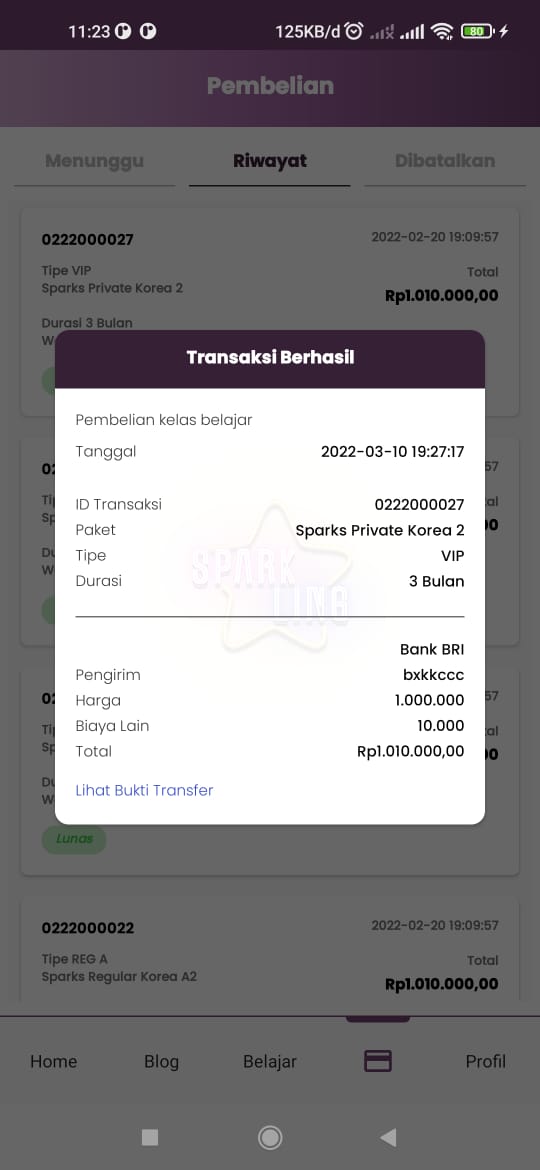 11:23
125KB/d
80
Pembelian
Menunggu Riwayat Dibatalkan
0222000027 2022-02-20 19:09:57
Tipe VIP Total
Sparks Private Korea 2 Rp1.010.000,00
Durasi 3 Bulan
Transaksi Berhasil
Pembelian kelas belajar
Tanggal 2022-03-10 19:27:17
ID Transaksi 0222000027
Paket Sparks Private Korea 2
Tipe VIP
Durasi 3 Bulan
SPARK
LING
Bank BRI
Pengirim bxkkccc
Harga 1.000.000
Biaya Lain 10.000
Total Rp1.010.000,00
Lihat Bukti Transfer
Lunas
0222000022 2022-02-20 19:09:57
Tipe REG A Total
Sparks Regular Korea A2 Rp1.010.000,00
Home Blog Belajar Profil